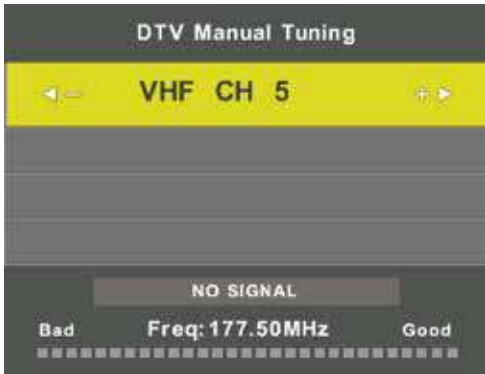 DTV Manual Tuning
VHF CH 5
NO SIGNAL
Bad Freq:177.50MHz Good